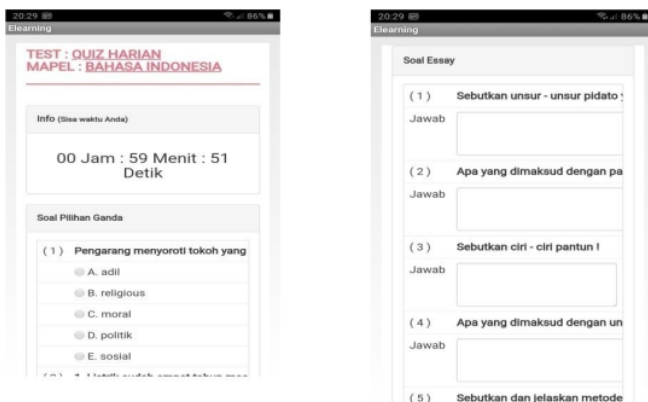 20:29 86%
Elearning
TEST : QUIZ HARIAN
MAPEL : BAHASA INDONESIA
Info (Sisa waktu Anda)
00 Jam : 59 Menit : 51
Detik
Soal Pilihan Ganda
( 1 ) Pengarang menyoroti tokoh yang
A. adil
B. religious
C. moral
D. politik
E. sosial
20:29 86%
Elearning
Soal Essay
( 1 ) Sebutkan unsur - unsur pidato
Jawab
( 2 ) Apa yang dimaksud dengan pa
Jawab
( 3 ) Sebutkan ciri - ciri pantun !
Jawab
( 4 ) Apa yang dimaksud dengan un
Jawab
( 5 ) Sebutkan dan jelaskan metode